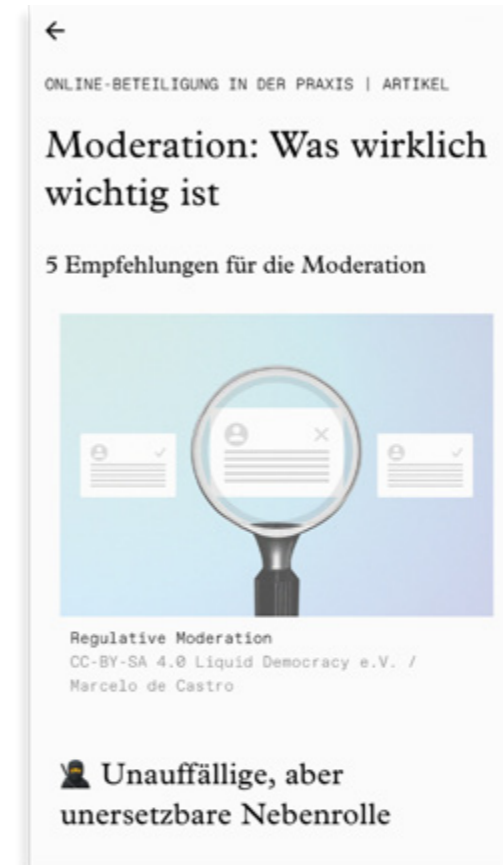 ONLINE-BETEILIGUNG IN DER PRAXIS | ARTIKEL
Moderation: Was wirklich
wichtig ist
5 Empfehlungen für die Moderation
Regulative Moderation
CC-BY-SA 4.0 Liquid Democracy e.V. /
Marcelo de Castro
🥷 Unauffällige, aber
unersetzbare Nebenrolle